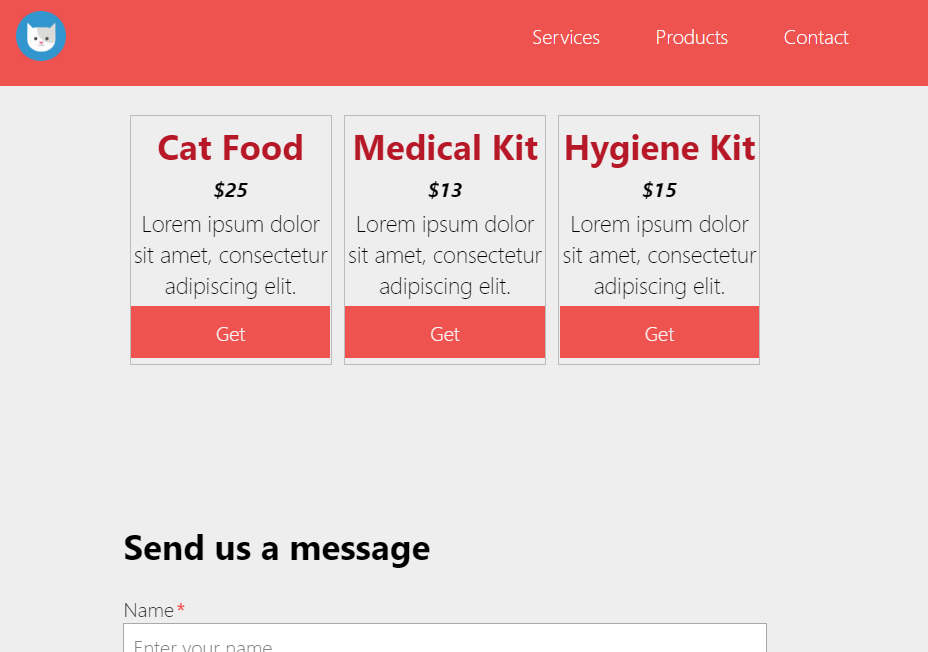 Services Products Contact
Cat Food
$25
Lorem ipsum dolor
sit amet, consectetur
adipiscing elit.
Get
Medical Kit
$13
Lorem ipsum dolor
sit amet, consectetur
adipiscing elit.
Get
Hygiene Kit
$15
Lorem ipsum dolor
sit amet, consectetur
adipiscing elit.
Get
Send us a message
Name*
Enter your name